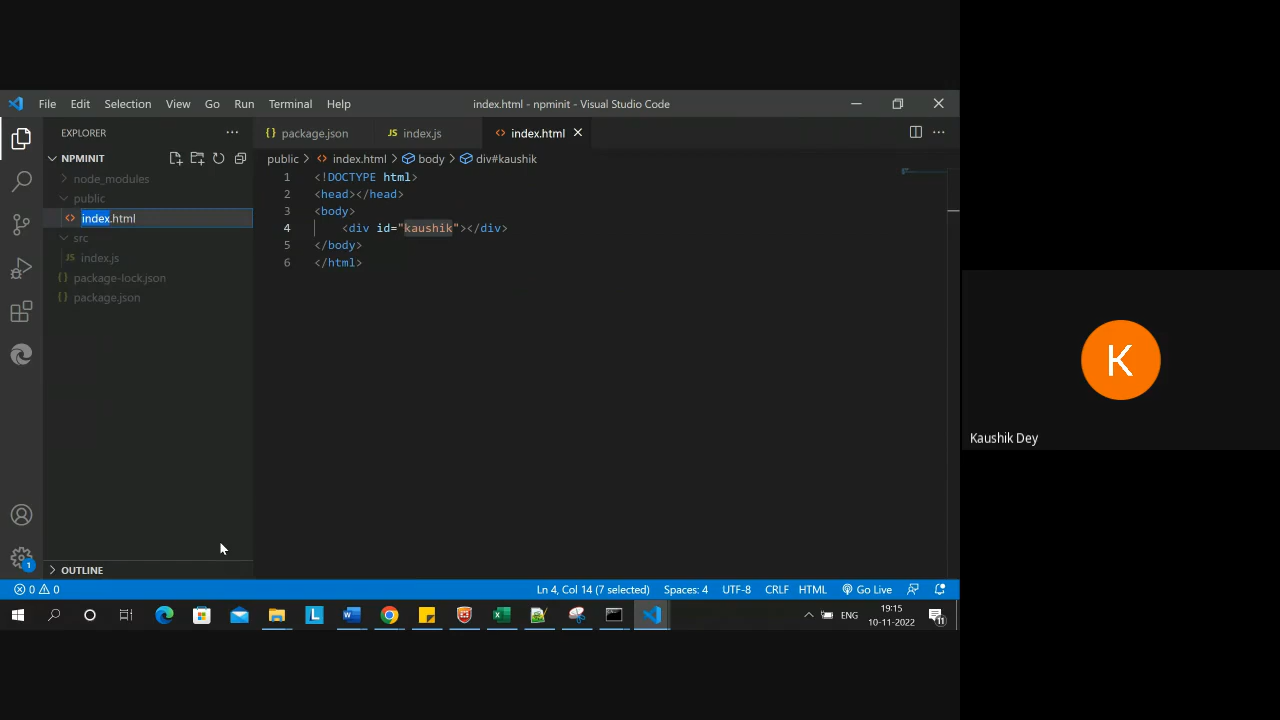 File Edit Selection View Go Run Terminal Help
index.html - npminit - Visual Studio Code
EXPLORER
NPMINIT
node_modules
public
index.html
src
index.js
package-lock.json
package.json
OUTLINE
package.json
index.js
index.html
public > index.html > body > div#kaushik
1 <!DOCTYPE html>
2 <head></head>
3 <body>
4 <div id="kaushik"></div>
5 </body>
6 </html>
0 0
Ln 4, Col 14 (7 selected) Spaces: 4 UTF-8 CRLF HTML Go Live
1
L
ENG
19:15
10-11-2022
11
K
Kaushik Dey